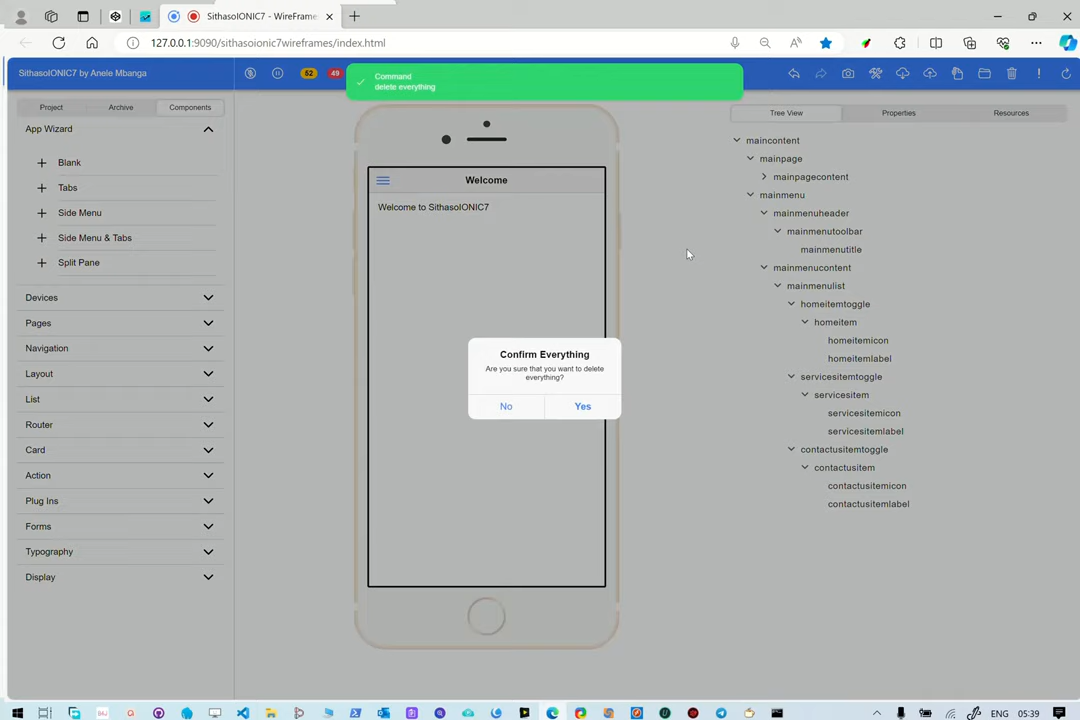 SithasoIONIC7 - WireFrame
127.0.0.1:9090/sithasoionic7wireframes/index.html
SithasoIONIC7 by Anele Mbanga
52
49
Command
delete everything
Project
Archive
Components
App Wizard
Blank
Tabs
Side Menu
Side Menu & Tabs
Split Pane
Devices
Pages
Navigation
Layout
List
Router
Card
Action
Plug Ins
Forms
Typography
Display
Welcome
Welcome to SithasoIONIC7
Confirm Everything
Are you sure that you want to delete
everything?
No
Yes
Tree View
Properties
Resources
maincontent
mainpage
mainpagecontent
mainmenu
mainmenuheader
mainmenutoolbar
mainmenutitle
mainmenucontent
mainmenulist
homeitemtoggle
homeitem
homeitemicon
homeitemlabel
servicesitemtoggle
servicesitem
servicesitemicon
servicesitemlabel
contactusitemtoggle
contactusitem
contactusitemicon
contactusitemlabel
ENG
05:39